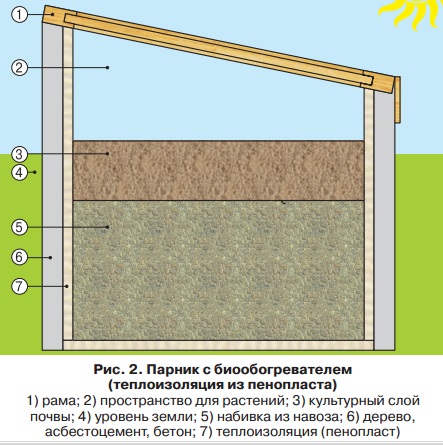 1
2
3
4
5
6
7
Рис. 2. Парник с биообогревателем
(теплоизоляция из пенопласта)
1) рама; 2) пространство для растений; 3) культурный слой
почвы; 4) уровень земли; 5) набивка из навоза; 6) дерево,
асбестоцемент, бетон; 7) теплоизоляция (пенопласт)